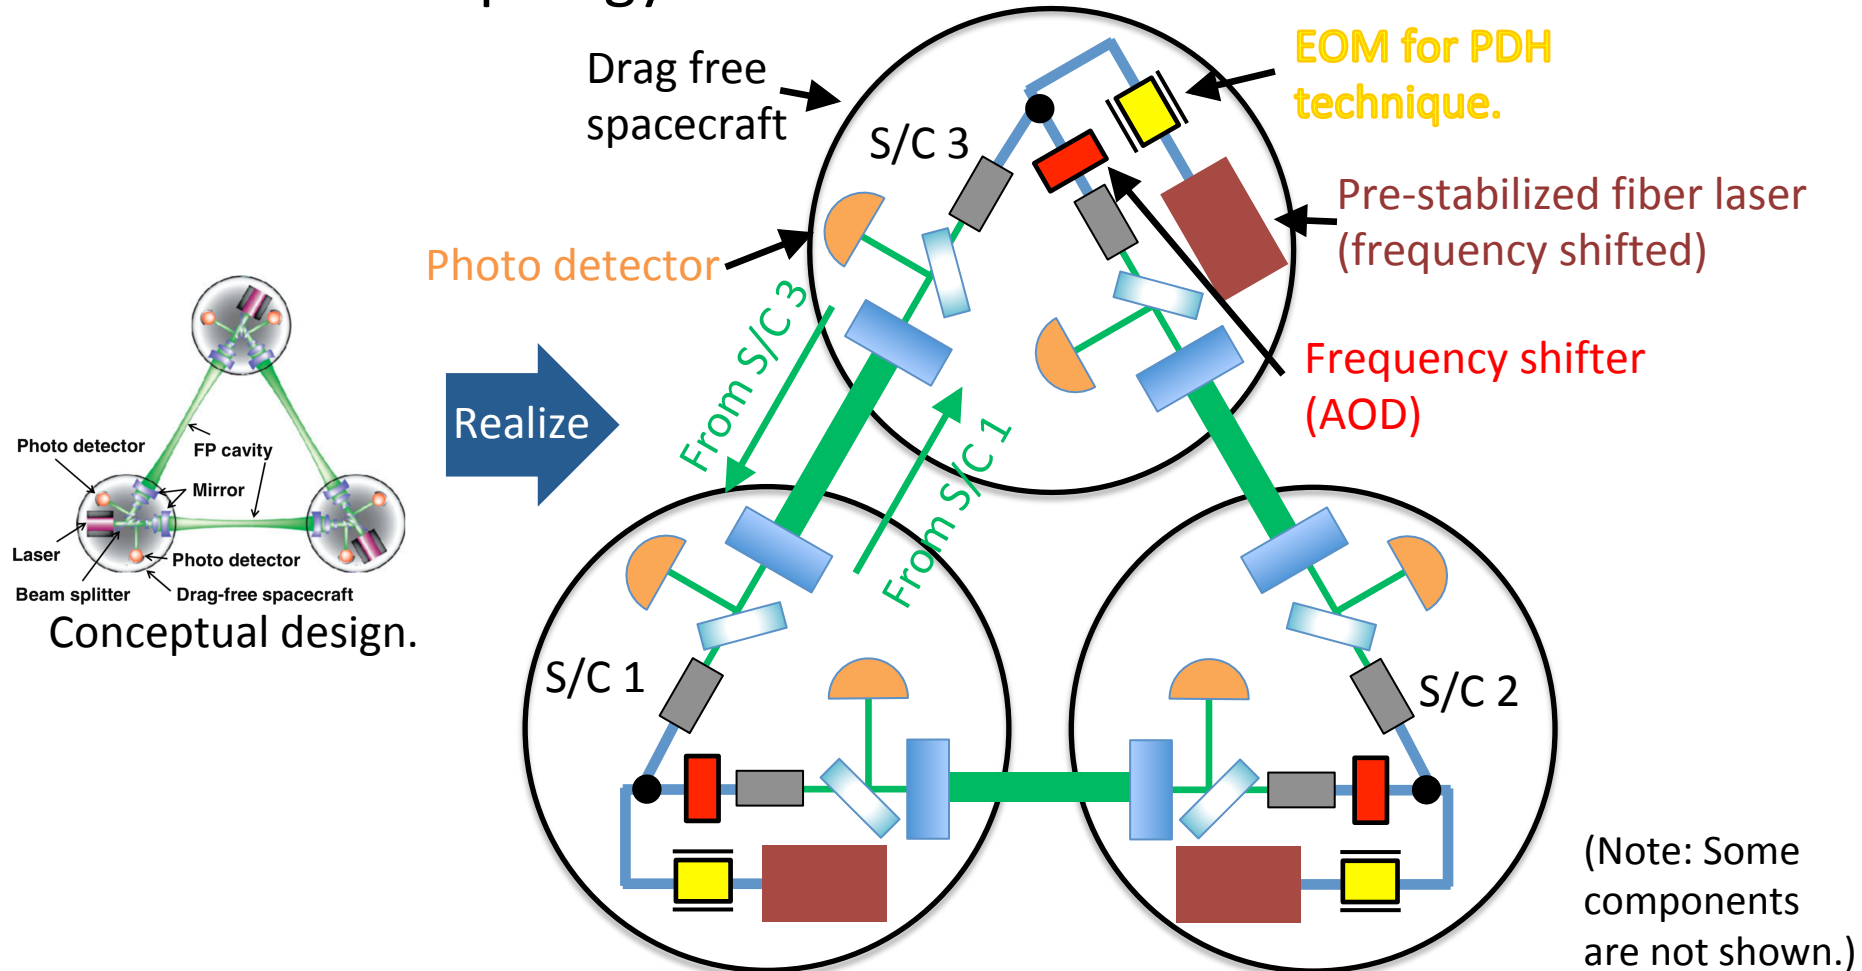 Drag free
spacecraft
S/C 3
EOM for PDH
technique.
Pre-stabilized fiber laser
(frequency shifted)
Photo detector
Frequency shifter
(AOD)
From S/C 3
From S/C 1
Realize
Photo detector
FP cavity
Mirror
Laser
Photo detector
Beam splitter
Drag-free spacecraft
Conceptual design.
S/C 1
S/C 2
(Note: Some
components
are not shown.)